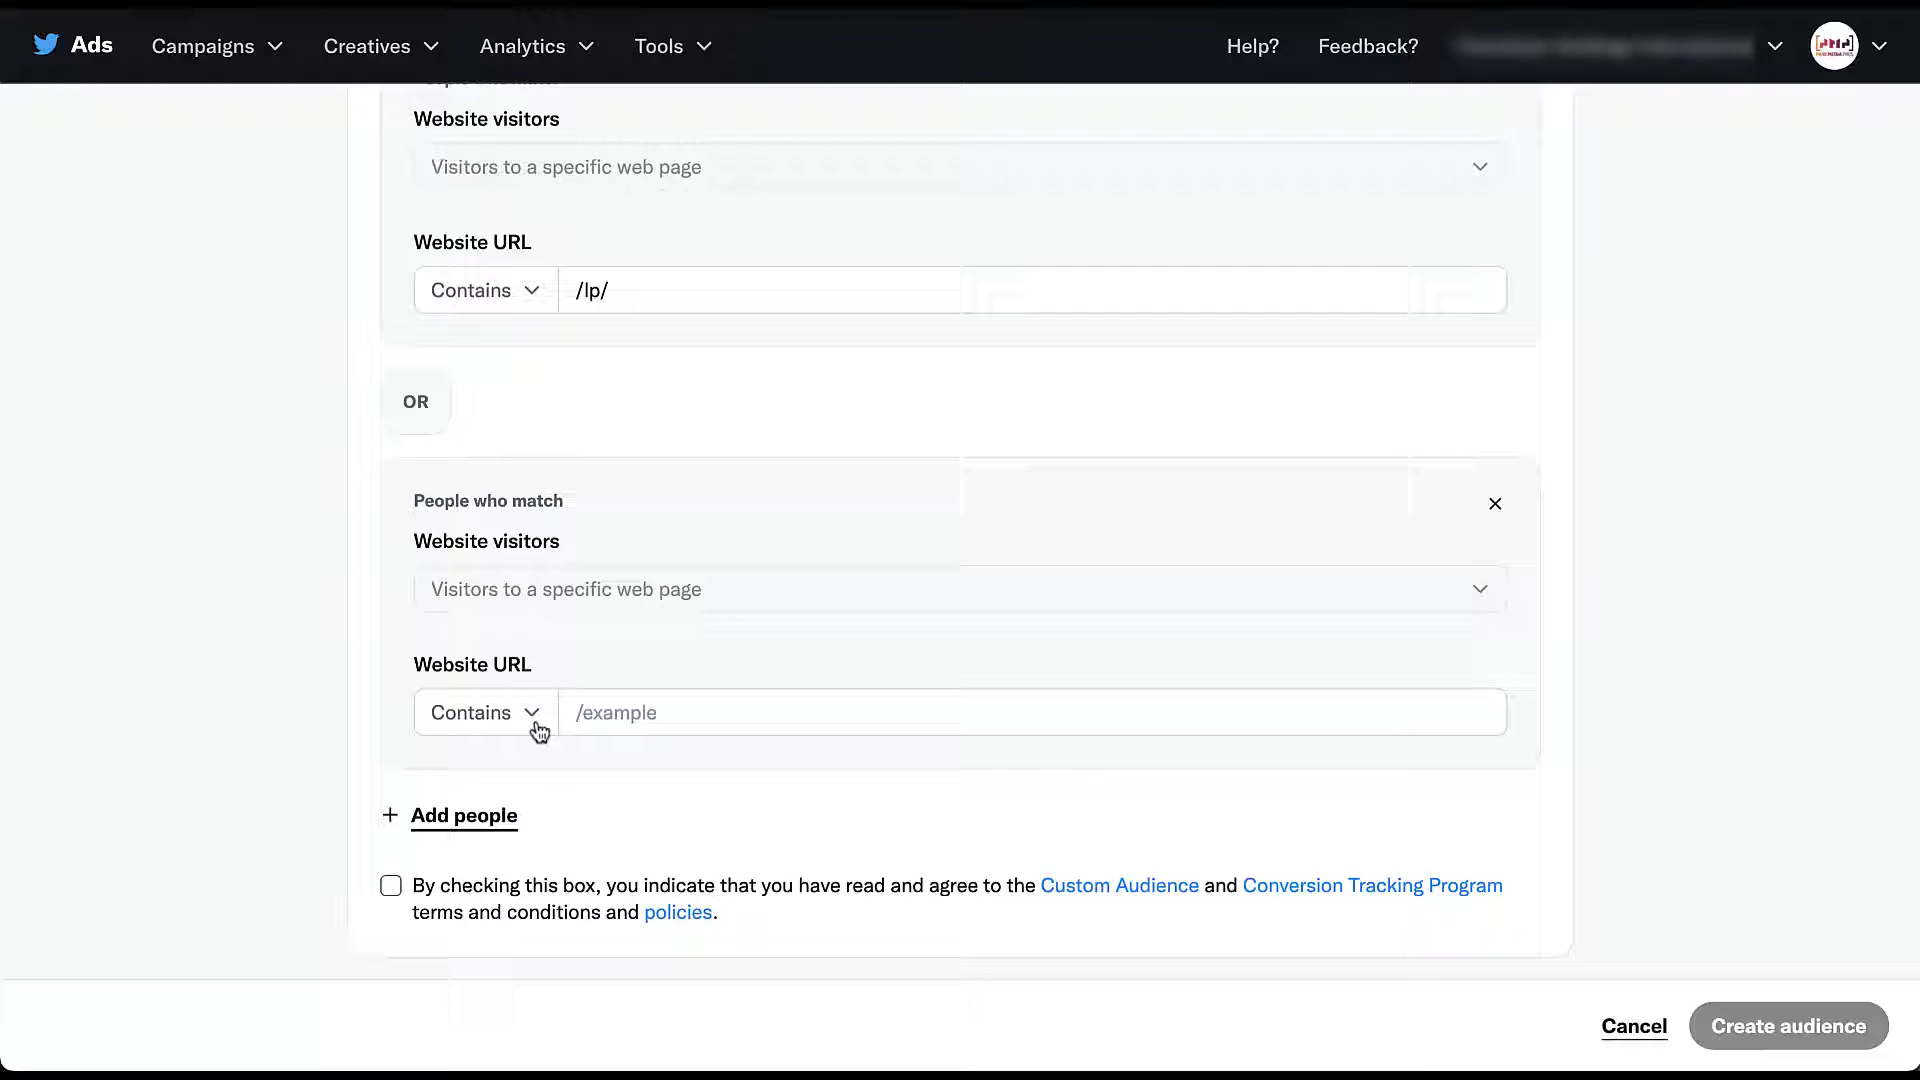 Ads
Campaigns
Creatives
Analytics
Tools
Help?
Feedback?
Website visitors
Visitors to a specific web page
Website URL
Contains
/lp/
OR
People who match
Website visitors
Visitors to a specific web page
Website URL
Contains
/example
+ Add people
By checking this box, you indicate that you have read and agree to the Custom Audience and Conversion Tracking Program
terms and conditions and policies.
Cancel
Create audience